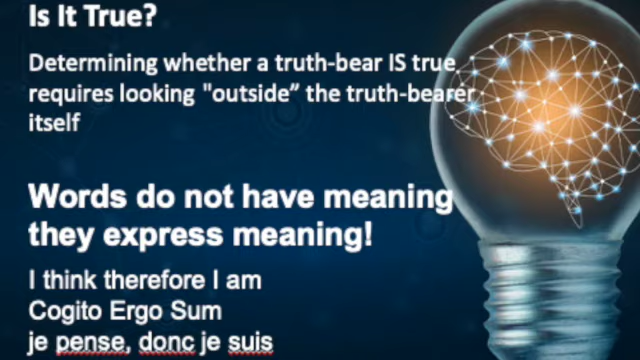 Is It True?
Determining whether a truth-bear IS true
requires looking "outside” the truth-bearer
itself
Words do not have meaning
they express meaning!
I think therefore I am
Cogito Ergo Sum
je pense, donc je suis